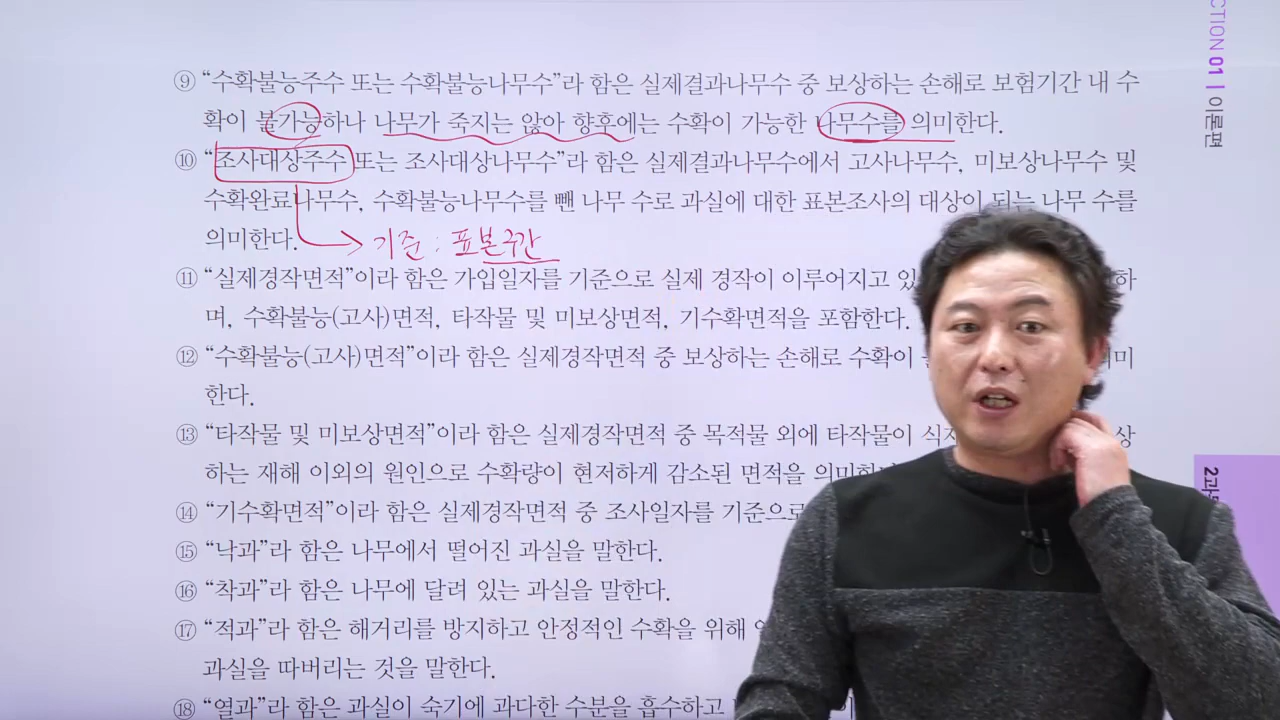 CTION 01 | 이론편
⑨ “수확불능주수 또는 수확불능나무수”라 함은 실제결과나무수 중 보상하는 손해로 보험기간 내 수
확이 불가능하나 나무가 죽지는 않아 향후에는 수확이 가능한 나무수를 의미한다.
⑩ “조사대상주수 또는 조사대상나무수”라 함은 실제결과나무수에서 고사나무수, 미보상나무수 및
수확완료나무수, 수확불능나무수를 뺀 나무 수로 과실에 대한 표본조사의 대상이 되는 나무 수를
의미한다.
기준 : 표본구간
⑪ “실제경작면적”이라 함은 가입일자를 기준으로 실제 경작이 이루어지고 있
며, 수확불능(고사)면적, 타작물 및 미보상면적, 기수확면적을 포함한다.
⑫ “수확불능(고사)면적”이라 함은 실제경작면적 중 보상하는 손해로 수확이 의미
한다.
⑬ “타작물 및 미보상면적”이라 함은 실제경작면적 중 목적물 외에 타작물이 상
하는 재해 이외의 원인으로 수확량이 현저하게 감소된 면적을
⑭ “기수확면적”이라 함은 실제경작면적 중 조사일자를 기준으로
⑮ “낙과”라 함은 나무에서 떨어진 과실을 말한다.
⑯ “착과”라 함은 나무에 달려 있는 과실을 말한다.
⑰ “적과”라 함은 해거리를 방지하고 안정적인 수확을 위해
과실을 따버리는 것을 말한다.
⑱ “열과”라 함은 과실이 숙기에 과다한 수분을 흡수하고